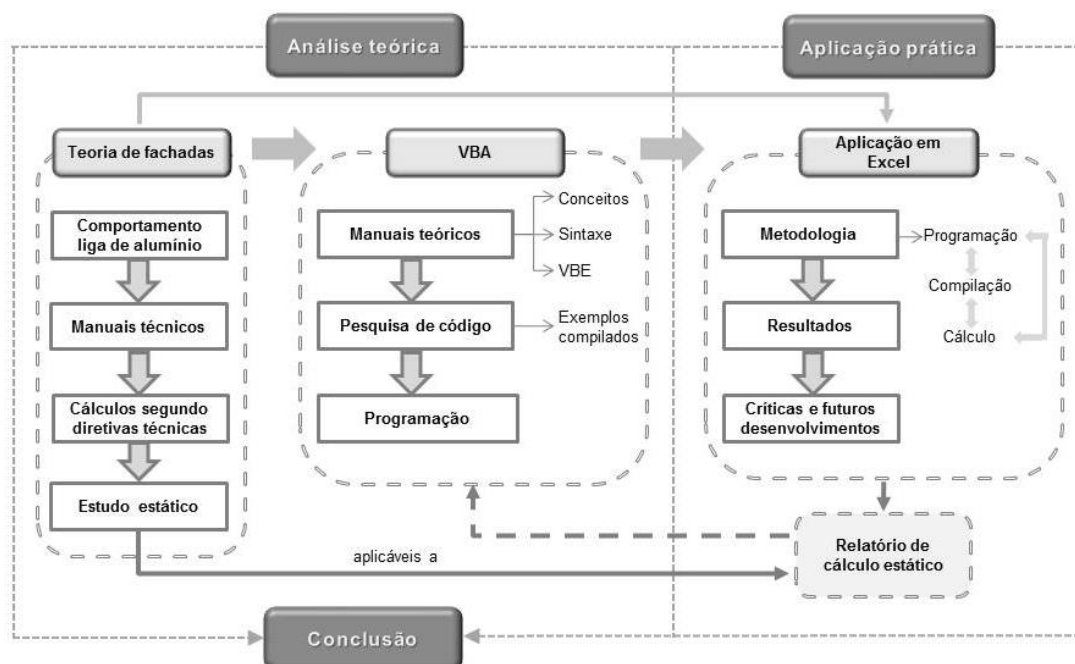 Análise teórica
Aplicação prática
Teoria de fachadas
VBA
Aplicação em
Excel
Comportamento
liga de alumínio
Manuais técnicos
Cálculos segundo
diretivas técnicas
Estudo estático
Manuais teóricos
Conceitos
Sintaxe
VBE
Pesquisa de código
Exemplos
compilados
Programação
Metodologia
Programação
Compilação
Cálculo
Resultados
Críticas e futuros
desenvolvimentos
aplicáveis a
Relatório de
cálculo estático
Conclusão